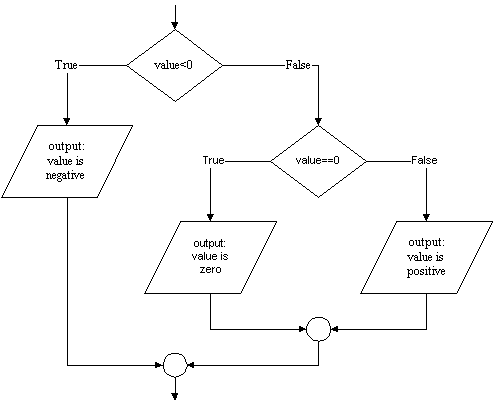 value<0
True
False
output:
value is
negative
value==0
True
False
output:
value is
zero
output:
value is
positive